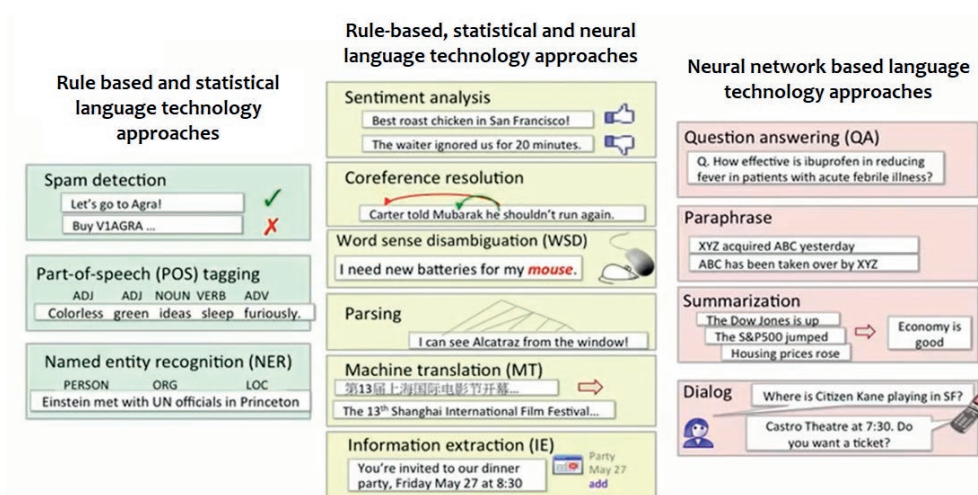 Rule based and statistical
language technology
approaches
Spam detection
Let's go to Agra!
Buy V1AGRA ...
Part-of-speech (POS) tagging
ADJ ADJ NOUN VERB ADV
Colorless green ideas sleep furiously.
Named entity recognition (NER)
PERSON ORG LOC
Einstein met with UN officials in Princeton
Rule-based, statistical and neural
language technology approaches
Sentiment analysis
Best roast chicken in San Francisco!
The waiter ignored us for 20 minutes.
Coreference resolution
Carter told Mubarak he shouldn't run again.
Word sense disambiguation (WSD)
I need new batteries for my mouse.
Parsing
I can see Alcatraz from the window!
Machine translation (MT)
第13届上海国际电影节开幕...
The 13th Shanghai International Film Festival...
Information extraction (IE)
You're invited to our dinner
party, Friday May 27 at 8:30
Party
May 27
add
Neural network based language
technology approaches
Question answering (QA)
Q. How effective is ibuprofen in reducing
fever in patients with acute febrile illness?
Paraphrase
XYZ acquired ABC yesterday
ABC has been taken over by XYZ
Summarization
The Dow Jones is up
The S&P500 jumped
Housing prices rose
Economy is
good
Dialog
Where is Citizen Kane playing in SF?
Castro Theatre at 7:30. Do
you want a ticket?